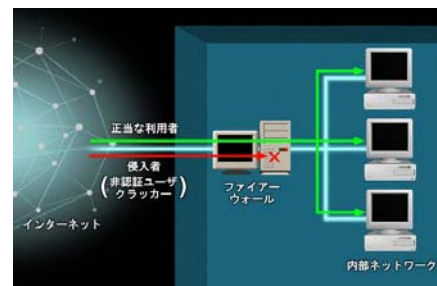 正当な利用者
侵入者
(非認証ユーザ
クラッカー)
ファイアー
ウォール
インターネット
内部ネットワーク